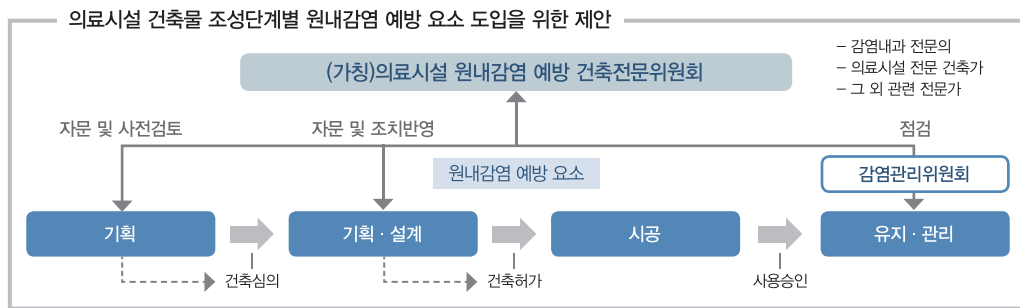 의료시설 건축물 조성단계별 원내감염 예방 요소 도입을 위한 제안
(가칭)의료시설 원내감염 예방 건축전문위원회
– 감염내과 전문의
– 의료시설 전문 건축가
– 그 외 관련 전문가
자문 및 사전검토
자문 및 조치반영
점검
원내감염 예방 요소
감염관리위원회
기획
기획 · 설계
시공
유지 · 관리
건축심의
건축허가
사용승인